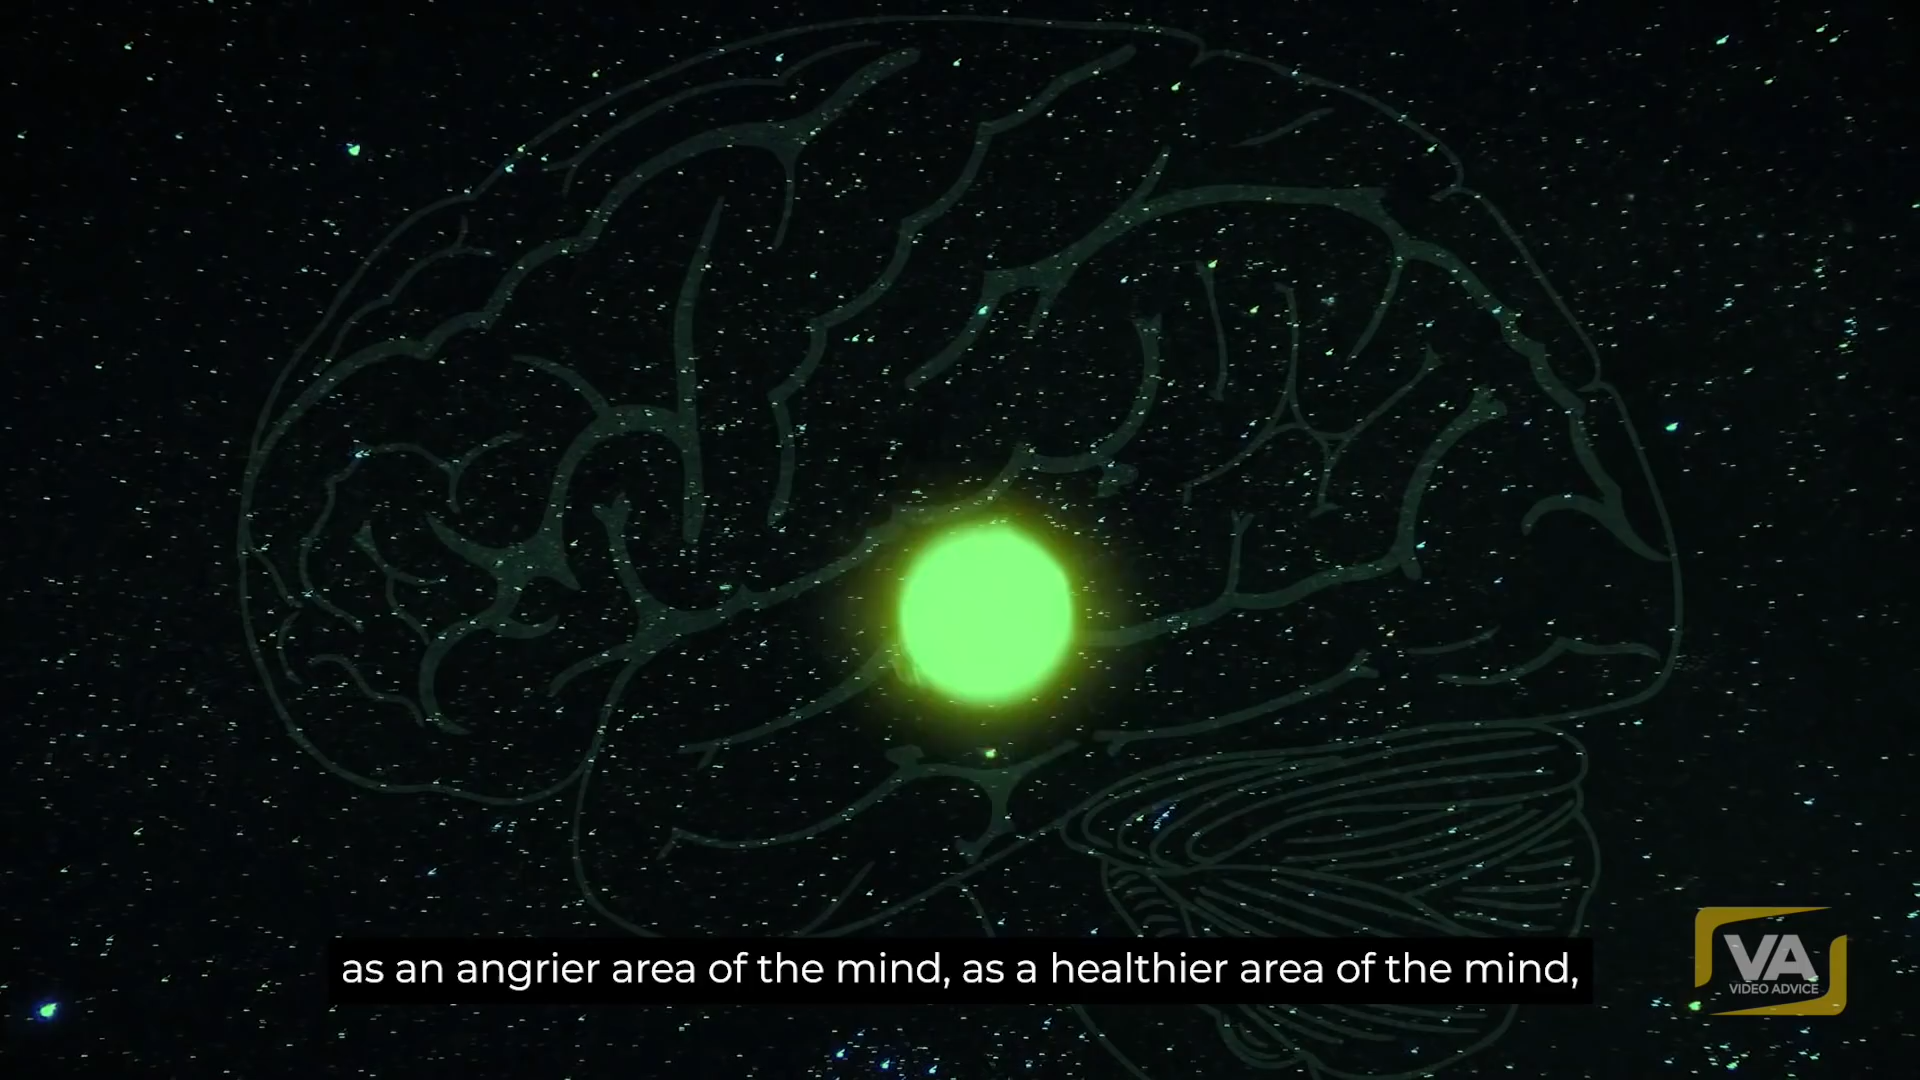 as an angrier area of the mind, as a healthier area of the mind,
VA
VIDEO ADVICE